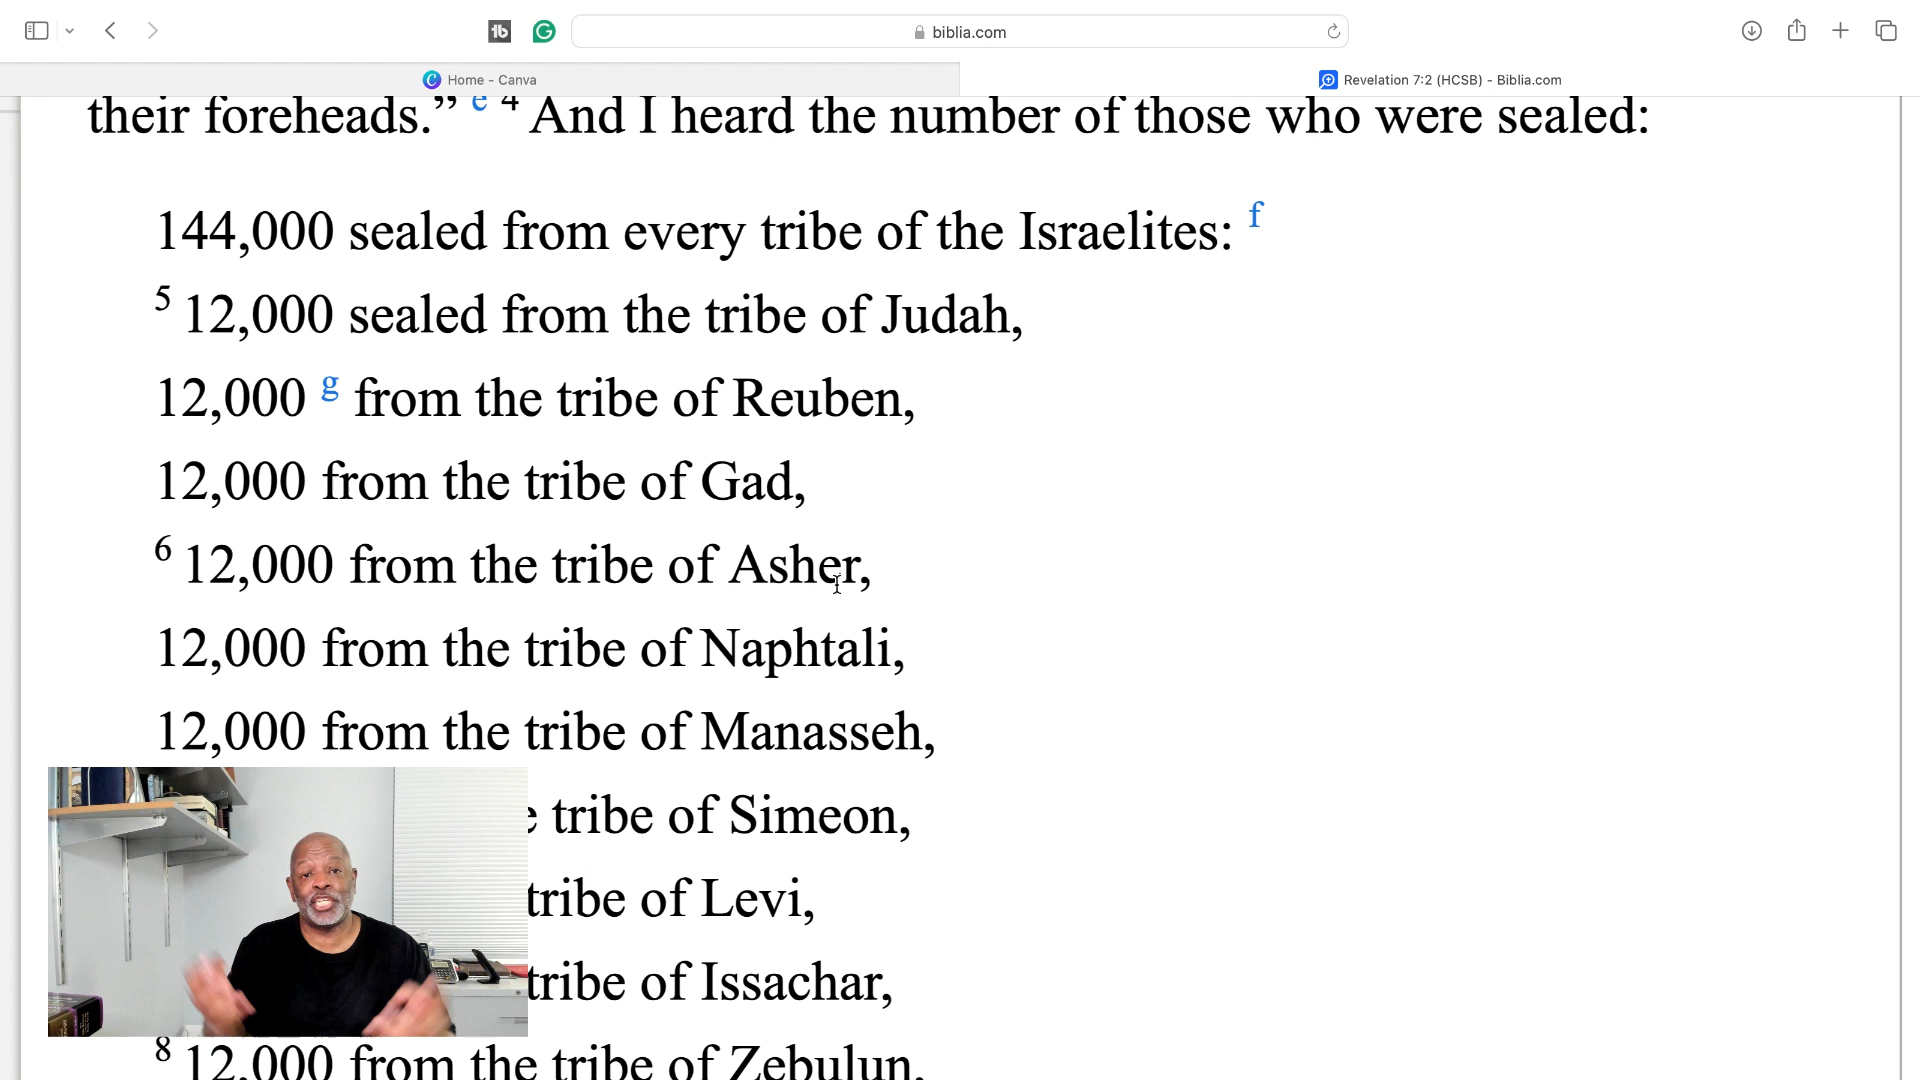 biblia.com
Home - Canva
Revelation 7:2 (HCSB) - Biblia.com
their foreheads.” e 4 And I heard the number of those who were sealed:
144,000 sealed from every tribe of the Israelites: f
5 12,000 sealed from the tribe of Judah,
12,000 g from the tribe of Reuben,
12,000 from the tribe of Gad,
6 12,000 from the tribe of Asher,
12,000 from the tribe of Naphtali,
12,000 from the tribe of Manasseh,
tribe of Simeon,
tribe of Levi,
tribe of Issachar,
8 12,000 from the tribe of Zebulun,